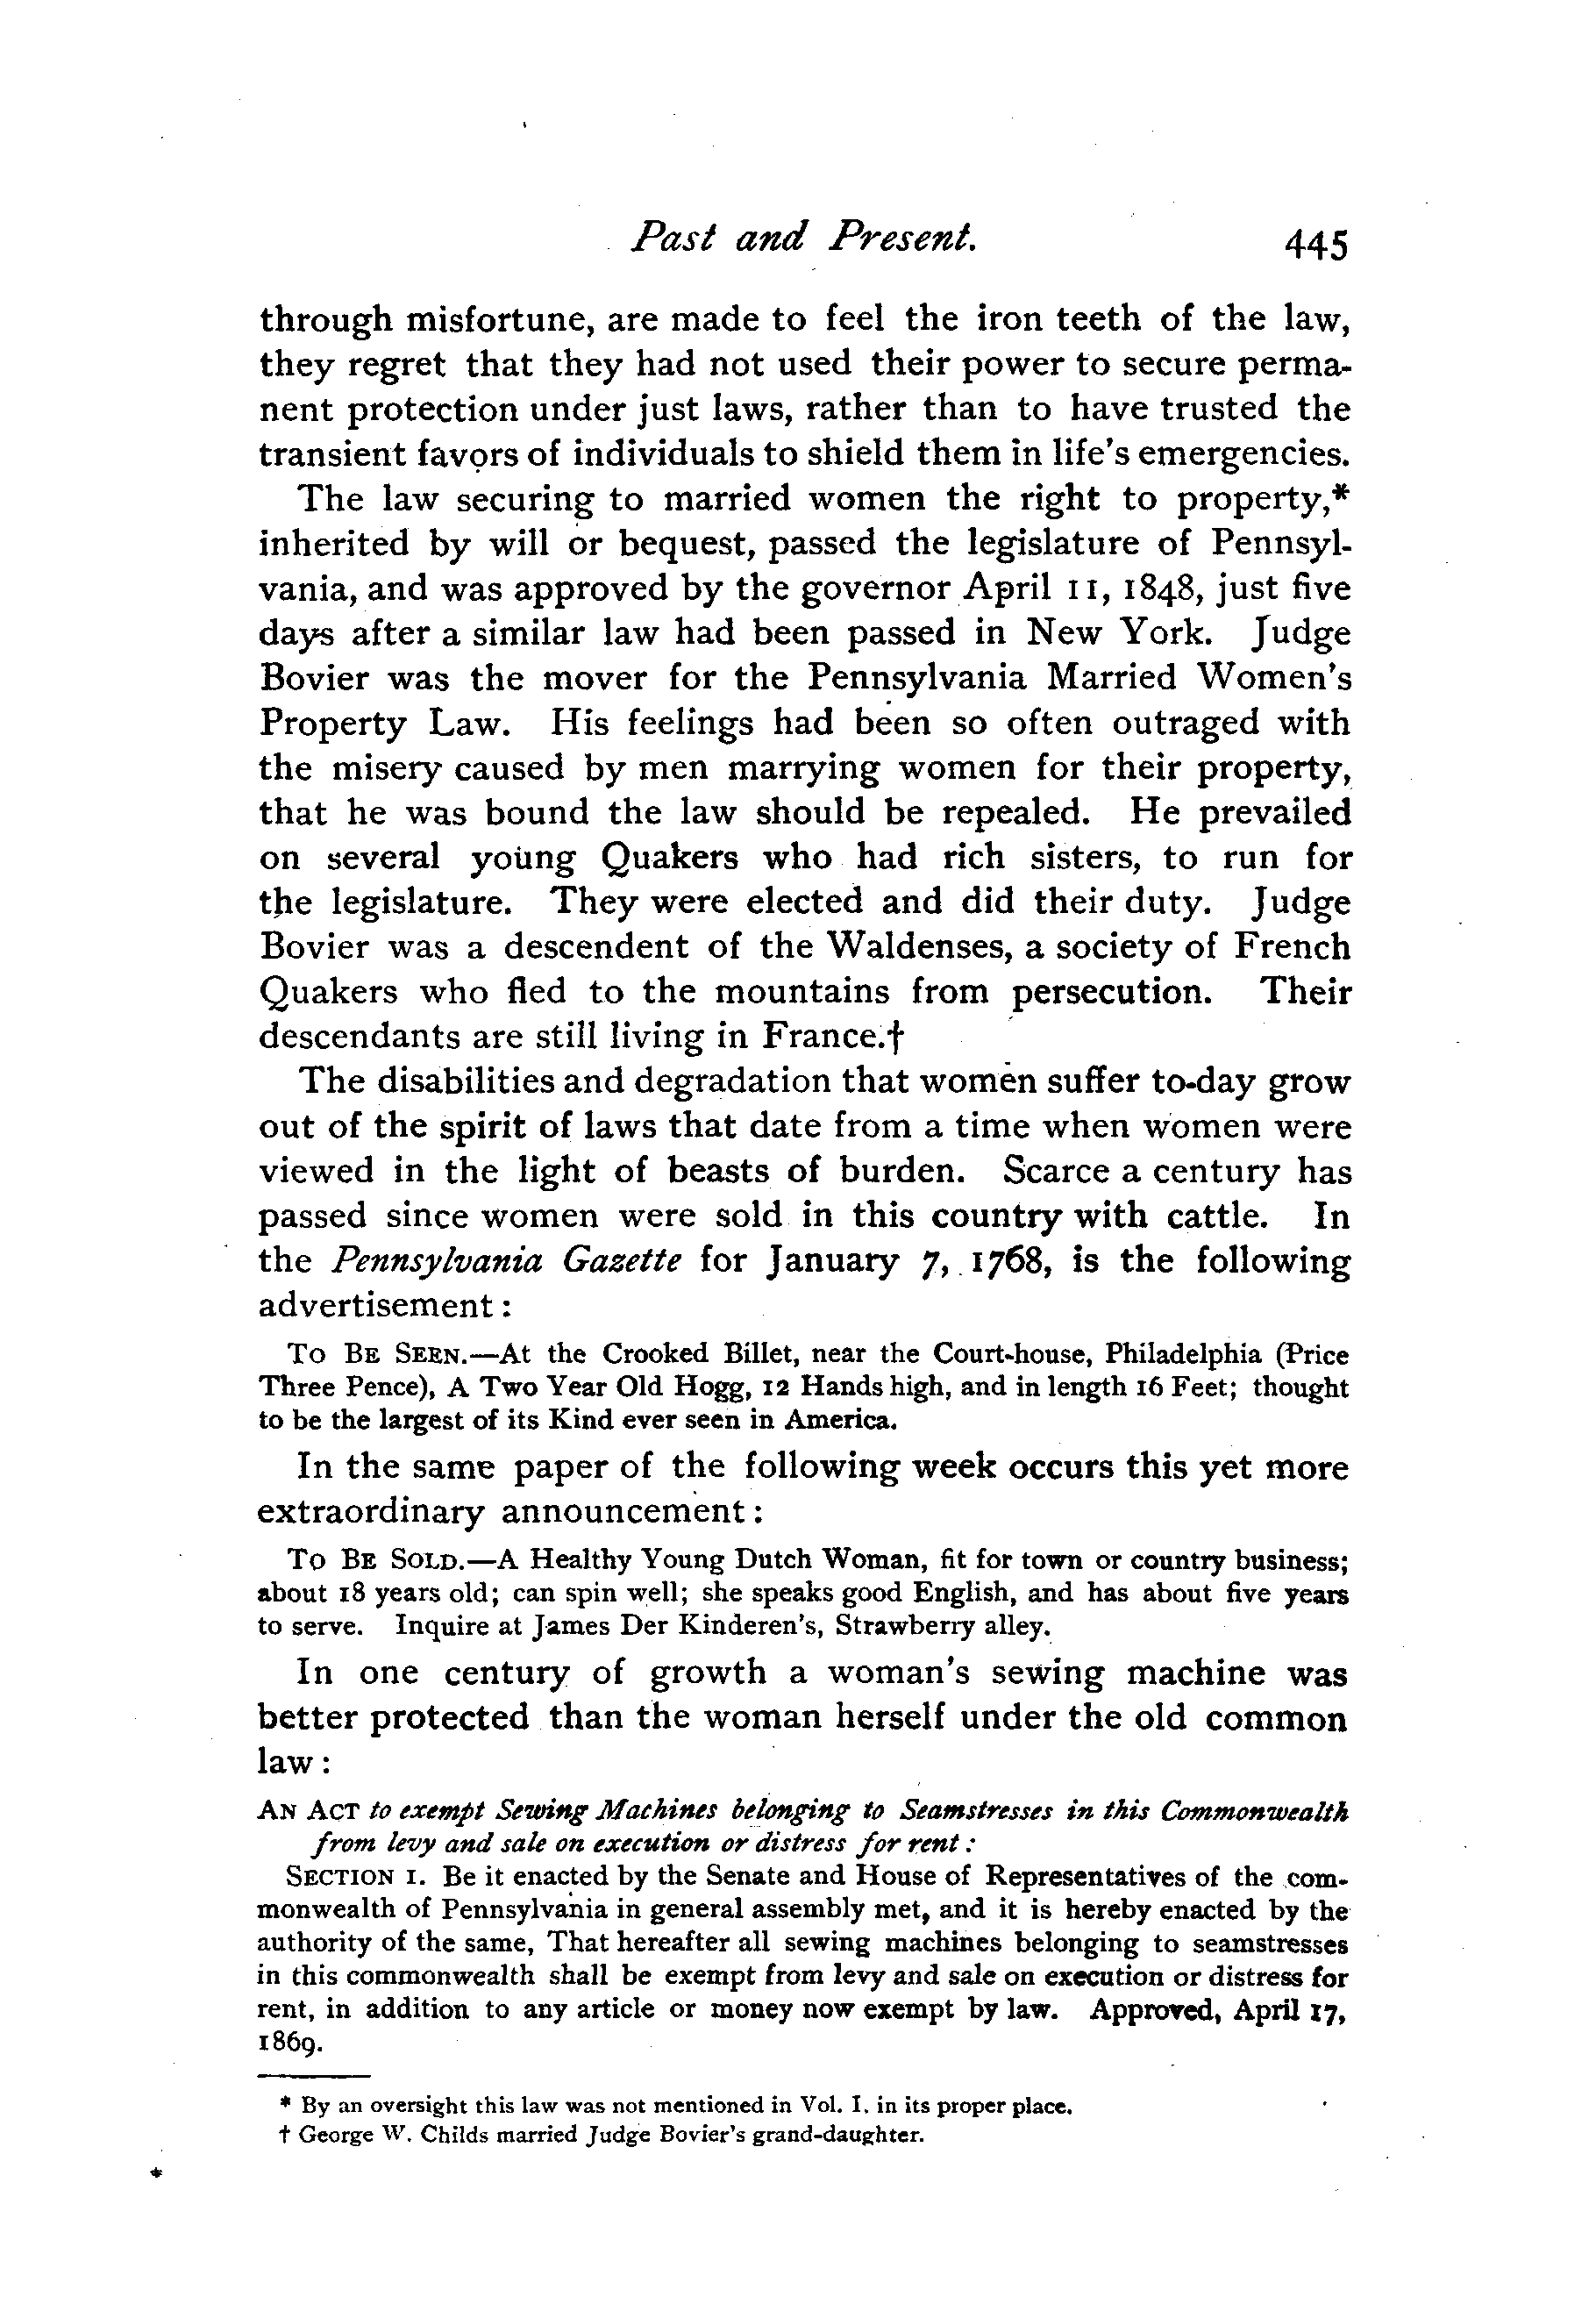 Past and Present. 445
through misfortune, are made to feel the iron teeth of the law,
they regret that they had not used their power to secure perma-
nent protection under just laws, rather than to have trusted the
transient favors of individuals to shield them in life's emergencies.
The law securing to married women the right to property,*
inherited by will or bequest, passed the legislature of Pennsyl-
vania, and was approved by the governor April 11, 1848, just five
days after a similar law had been passed in New York. Judge
Bovier was the mover for the Pennsylvania Married Women's
Property Law. His feelings had been so often outraged with
the misery caused by men marrying women for their property,
that he was bound the law should be repealed. He prevailed
on several young Quakers who had rich sisters, to run for
the legislature. They were elected and did their duty. Judge
Bovier was a descendent of the Waldenses, a society of French
Quakers who fled to the mountains from persecution. Their
descendants are still living in France.†
The disabilities and degradation that women suffer to-day grow
out of the spirit of laws that date from a time when women were
viewed in the light of beasts of burden. Scarce a century has
passed since women were sold in this country with cattle. In
the Pennsylvania Gazette for January 7, 1768, is the following
advertisement:
TO BE SEEN.—At the Crooked Billet, near the Court-house, Philadelphia (Price
Three Pence), A Two Year Old Hogg, 12 Hands high, and in length 16 Feet; thought
to be the largest of its Kind ever seen in America.
In the same paper of the following week occurs this yet more
extraordinary announcement:
TO BE SOLD.—A Healthy Young Dutch Woman, fit for town or country business;
about 18 years old; can spin well; she speaks good English, and has about five years
to serve. Inquire at James Der Kinderen's, Strawberry alley.
In one century of growth a woman's sewing machine was
better protected than the woman herself under the old common
law:
AN ACT to exempt Sewing Machines belonging to Seamstresses in this Commonwealth
from levy and sale on execution or distress for rent:
SECTION 1. Be it enacted by the Senate and House of Representatives of the com-
monwealth of Pennsylvania in general assembly met, and it is hereby enacted by the
authority of the same, That hereafter all sewing machines belonging to seamstresses
in this commonwealth shall be exempt from levy and sale on execution or distress for
rent, in addition to any article or money now exempt by law. Approved, April 17,
1869.
* By an oversight this law was not mentioned in Vol. I. in its proper place.
† George W. Childs married Judge Bovier's grand-daughter.